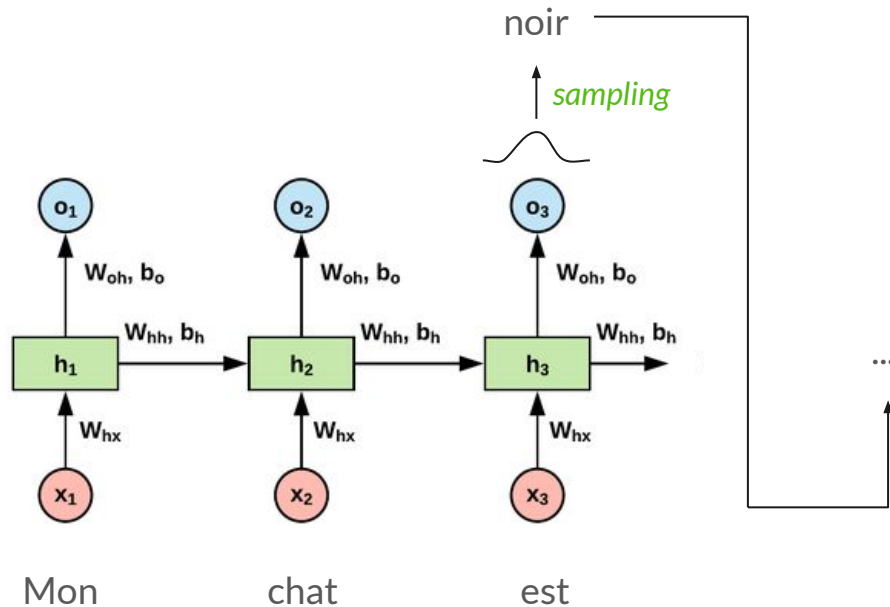 noir
sampling
o₁ o₂ o₃
Wₒₕ, bₒ Wₒₕ, bₒ Wₒₕ, bₒ
Wₕₕ, bₕ Wₕₕ, bₕ Wₕₕ, bₕ
h₁ h₂ h₃ ...
Wₕₓ Wₕₓ Wₕₓ
x₁ x₂ x₃
Mon chat est